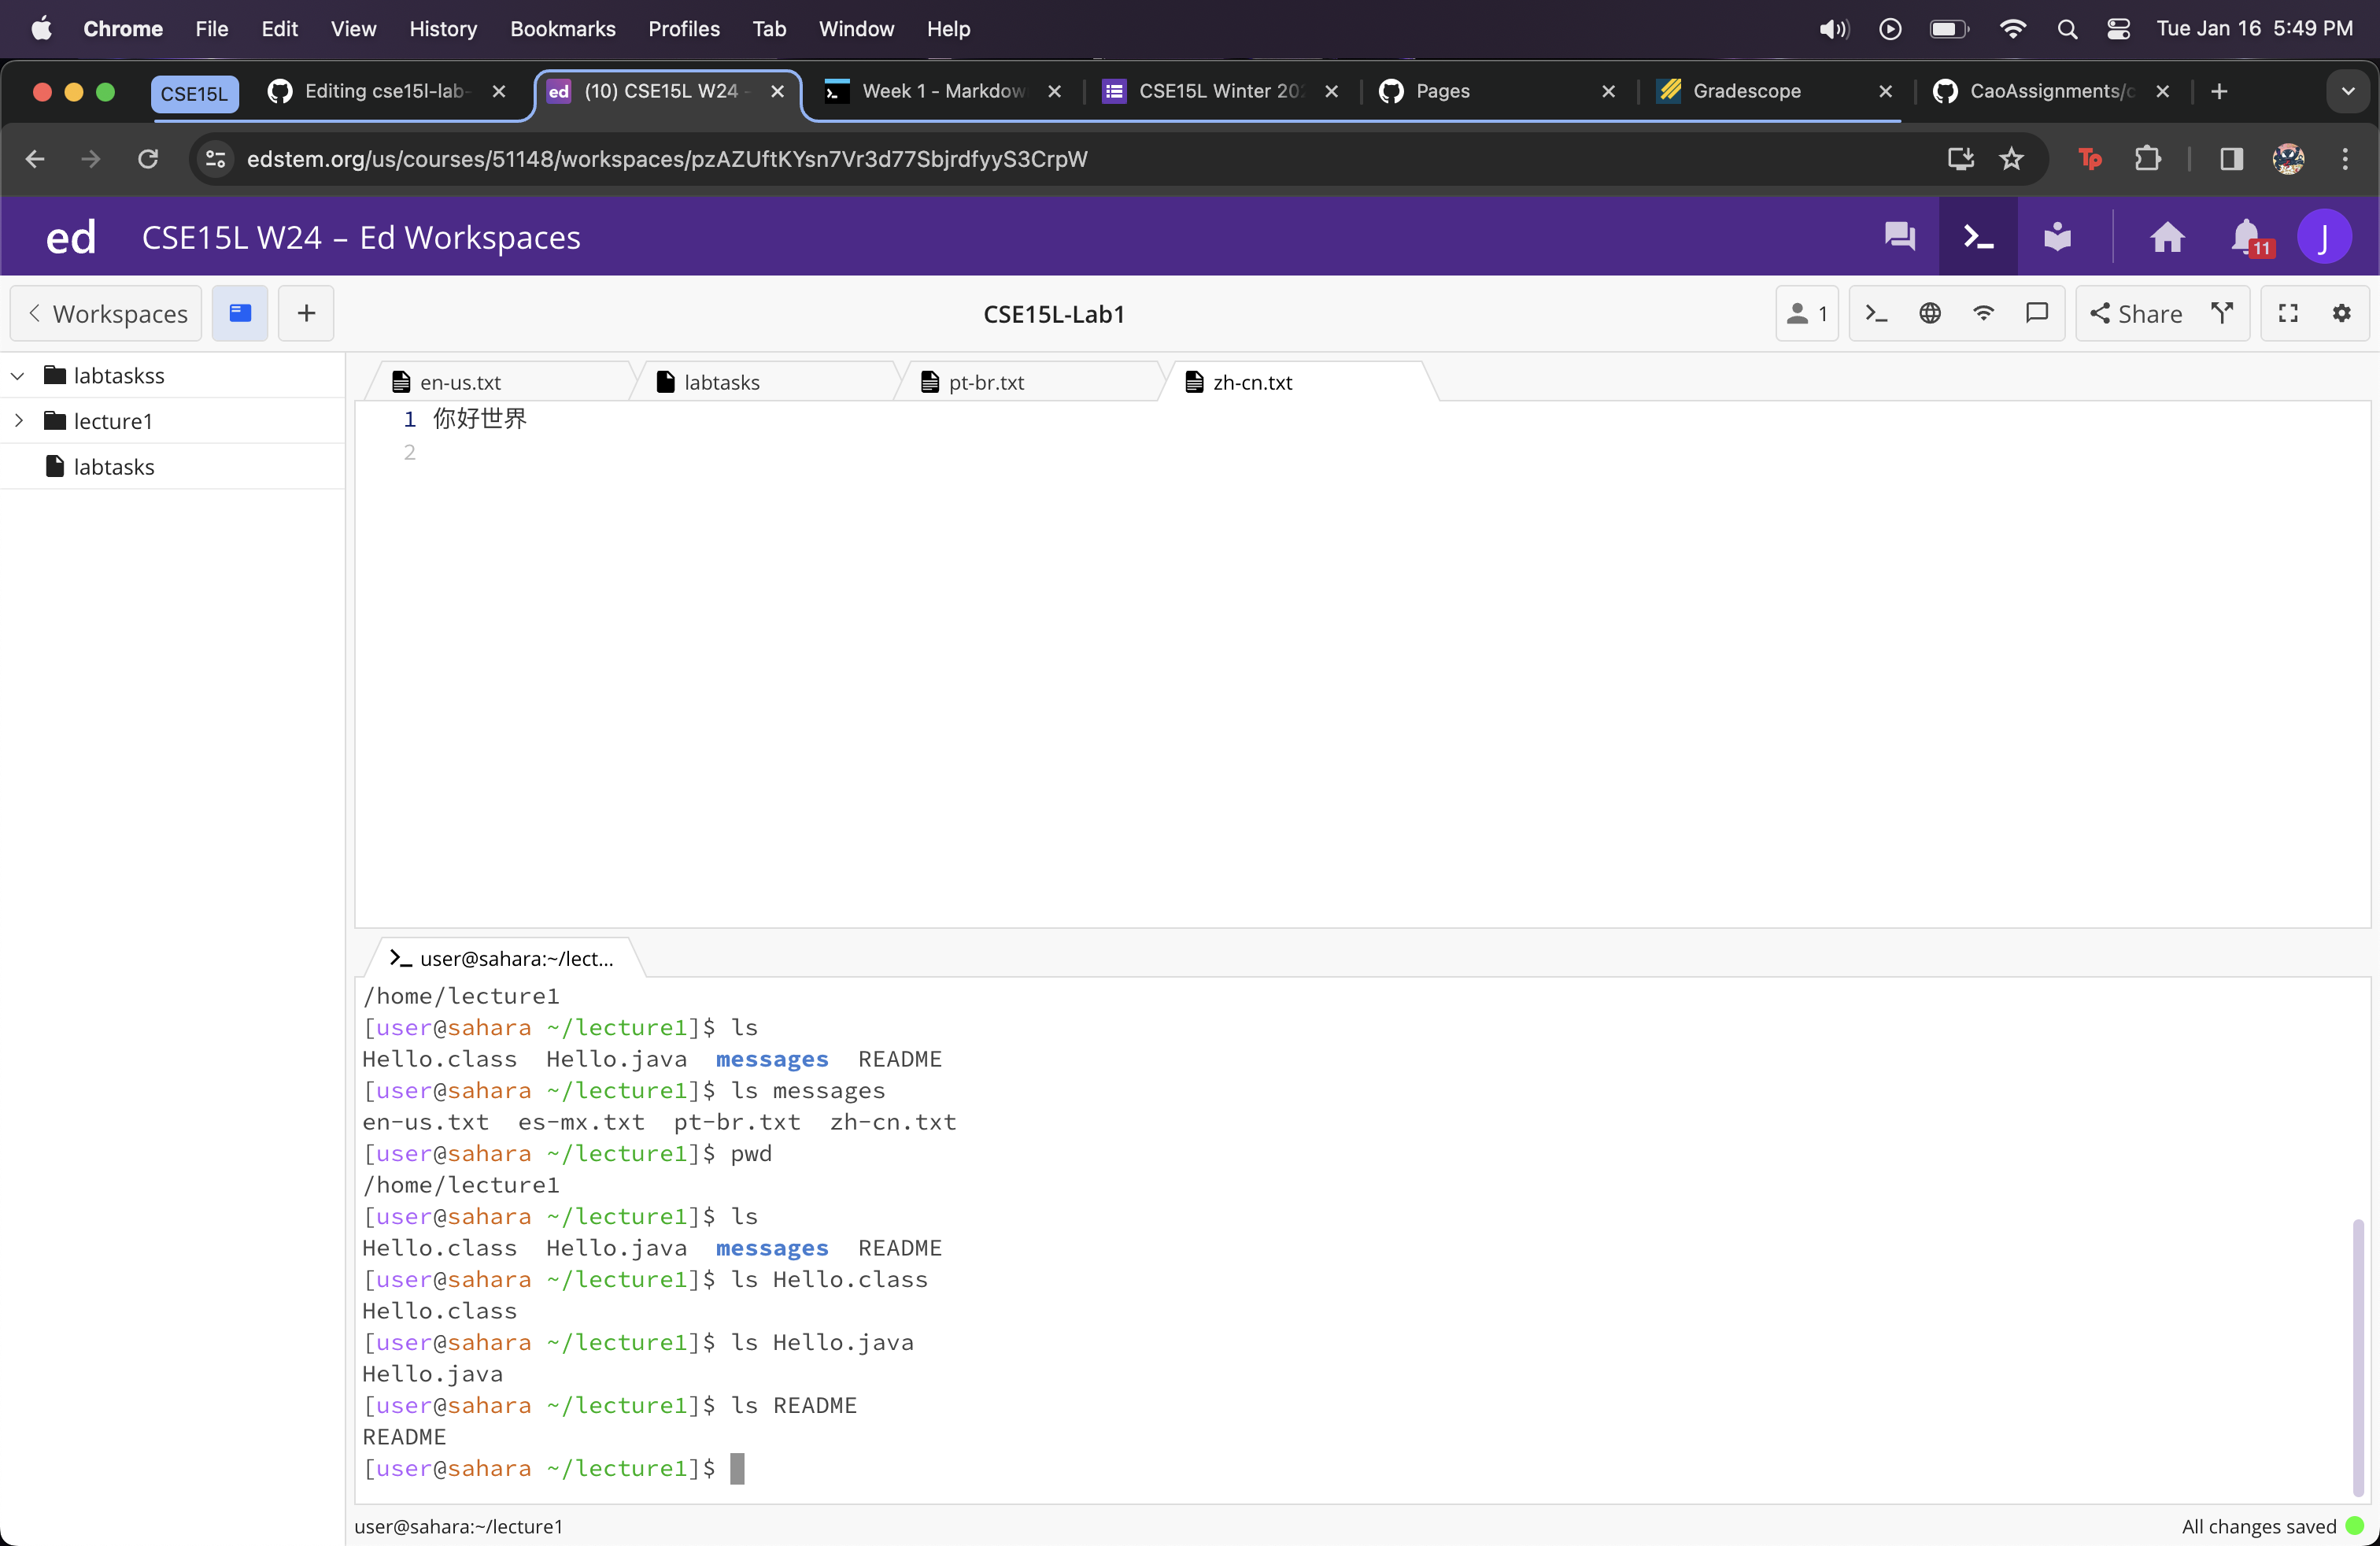 Chrome File Edit View History Bookmarks Profiles Tab Window Help Tue Jan 16 5:49 PM
CSE15L Editing cse15l-lab- (10) CSE15L W24 - Week 1 - Markdow CSE15L Winter 202 Pages Gradescope CaoAssignments/c
edstem.org/us/courses/51148/workspaces/pzAZUftKYsn7Vr3d77SbjrdfyyS3CrpW Tp
ed CSE15L W24 – Ed Workspaces 11 J
Workspaces CSE15L-Lab1 1 Share
labtaskss
lecture1
labtasks
en-us.txt labtasks pt-br.txt zh-cn.txt
1 你好世界
2
user@sahara:~/lect...
/home/lecture1
[user@sahara ~/lecture1]$ ls
Hello.class Hello.java messages README
[user@sahara ~/lecture1]$ ls messages
en-us.txt es-mx.txt pt-br.txt zh-cn.txt
[user@sahara ~/lecture1]$ pwd
/home/lecture1
[user@sahara ~/lecture1]$ ls
Hello.class Hello.java messages README
[user@sahara ~/lecture1]$ ls Hello.class
Hello.class
[user@sahara ~/lecture1]$ ls Hello.java
Hello.java
[user@sahara ~/lecture1]$ ls README
README
[user@sahara ~/lecture1]$
user@sahara:~/lecture1 All changes saved